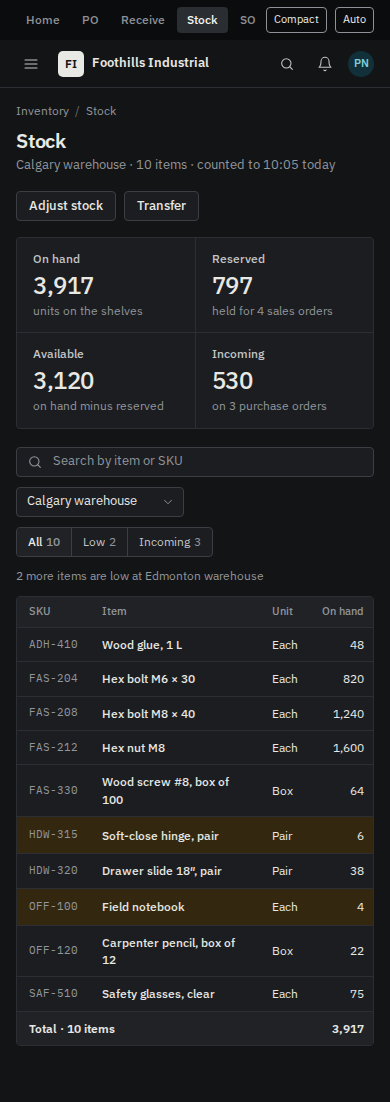 Home PO Receive Stock SO Compact Auto
FI Foothills Industrial PN
Inventory / Stock
Stock
Calgary warehouse · 10 items · counted to 10:05 today
Adjust stock Transfer
On hand Reserved
3,917 797
units on the shelves held for 4 sales orders
Available Incoming
3,120 530
on hand minus reserved on 3 purchase orders
Search by item or SKU
Calgary warehouse
All 10 Low 2 Incoming 3
2 more items are low at Edmonton warehouse
SKU Item Unit On hand
ADH-410 Wood glue, 1 L Each 48
FAS-204 Hex bolt M6 × 30 Each 820
FAS-208 Hex bolt M8 × 40 Each 1,240
FAS-212 Hex nut M8 Each 1,600
FAS-330 Wood screw #8, box of 100 Box 64
HDW-315 Soft-close hinge, pair Pair 6
HDW-320 Drawer slide 18″, pair Pair 38
OFF-100 Field notebook Each 4
OFF-120 Carpenter pencil, box of 12 Box 22
SAF-510 Safety glasses, clear Each 75
Total · 10 items 3,917